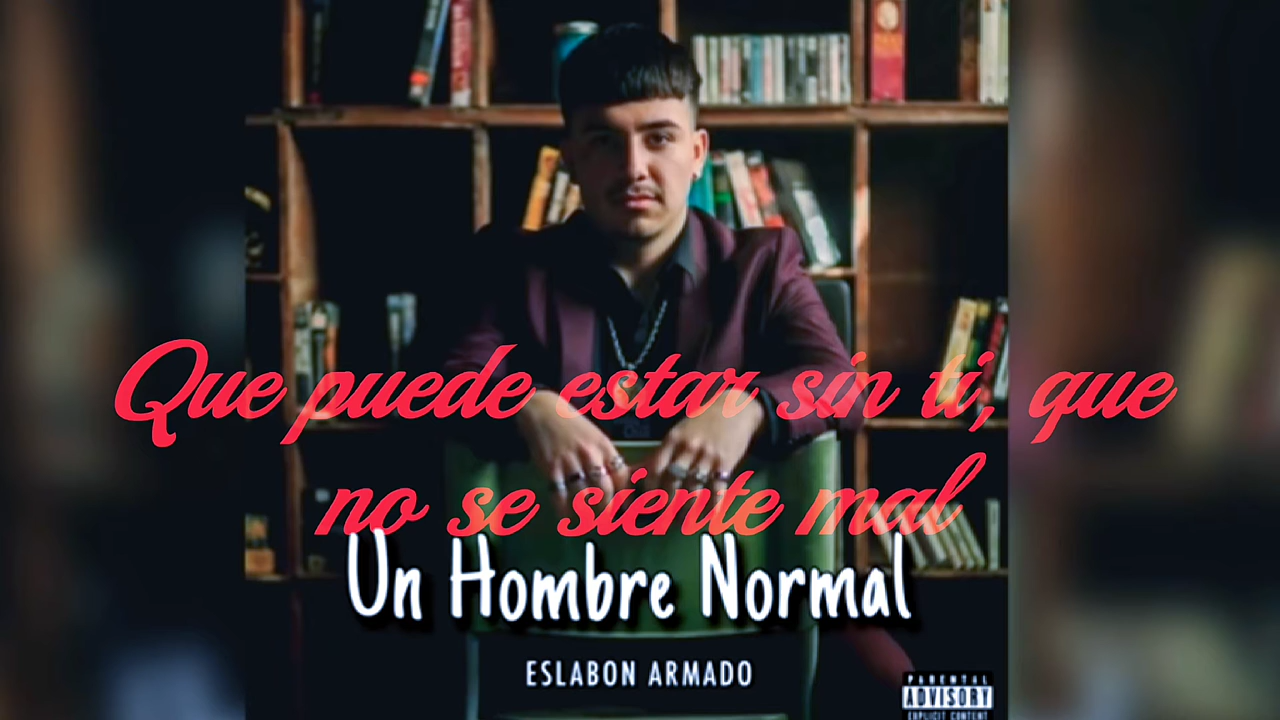 Que puede estar sin ti, que
no se siente mal
Un Hombre Normal
ESLABON ARMADO
PARENTAL
ADVISORY
EXPLICIT CONTENT